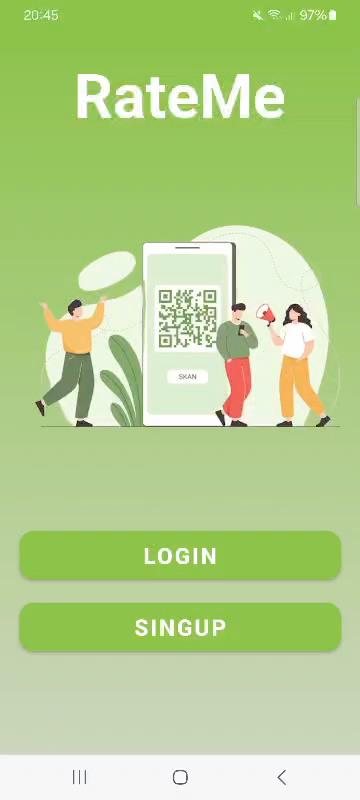 20:45
97%
RateMe
SKAN
LOGIN
SINGUP